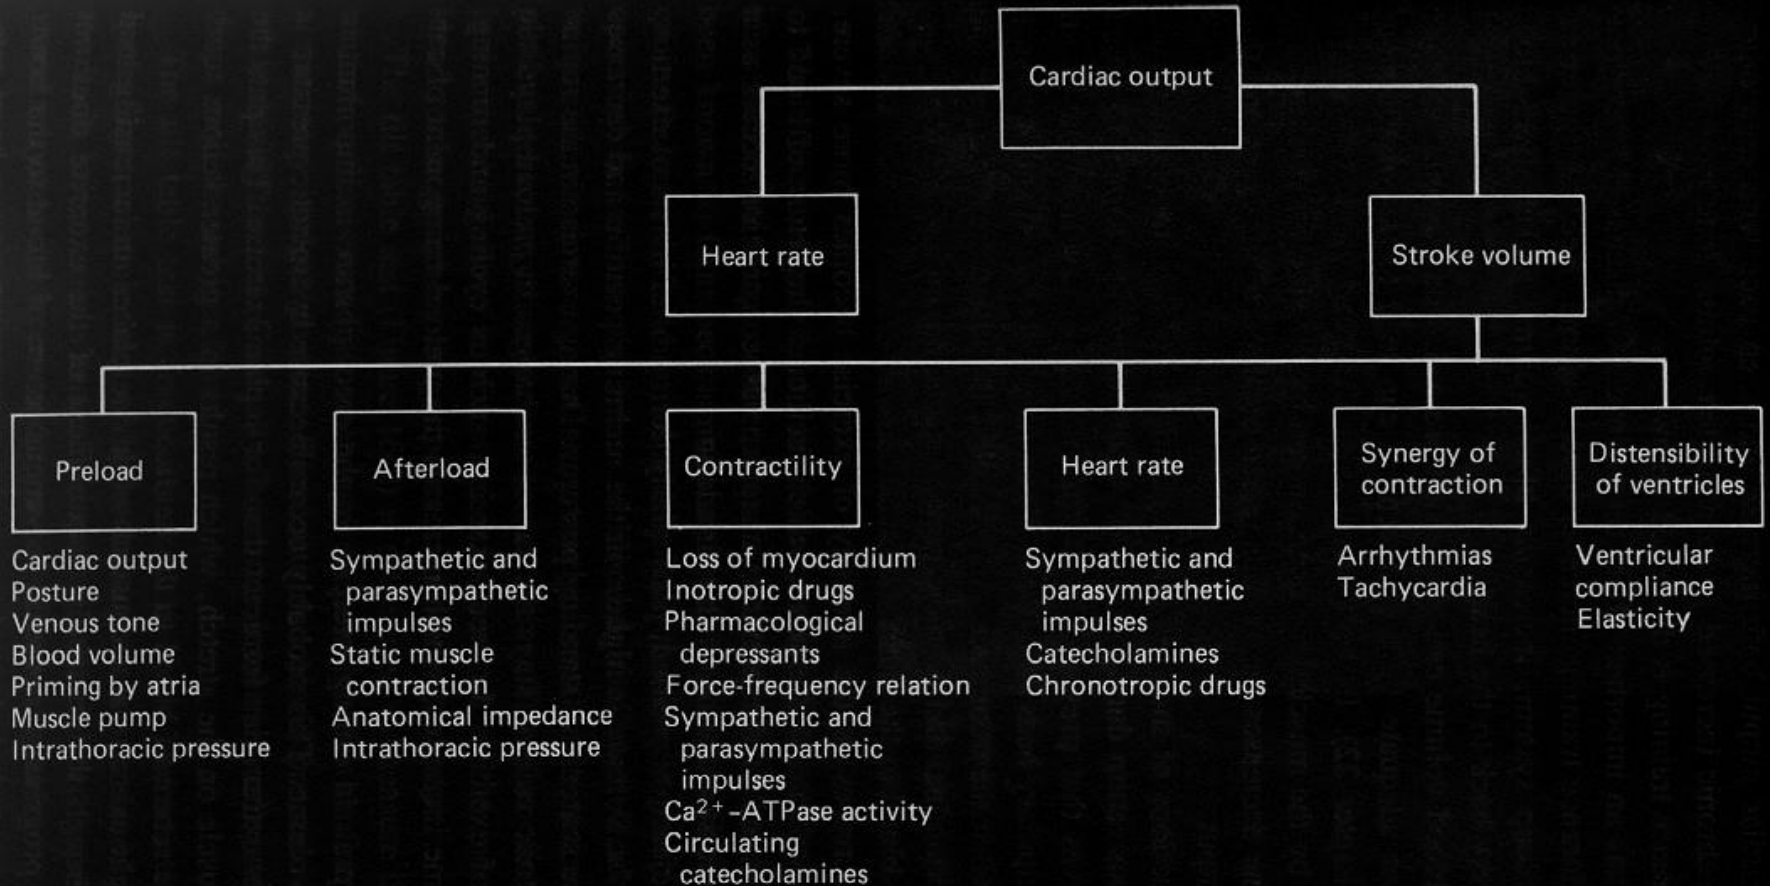 Cardiac output
Heart rate
Stroke volume
Preload
Afterload
Contractility
Heart rate
Synergy of
contraction
Distensibility
of ventricles
Cardiac output
Posture
Venous tone
Blood volume
Priming by atria
Muscle pump
Intrathoracic pressure
Sympathetic and
parasympathetic
impulses
Static muscle
contraction
Anatomical impedance
Intrathoracic pressure
Loss of myocardium
Inotropic drugs
Pharmacological
depressants
Force-frequency relation
Sympathetic and
parasympathetic
impulses
Ca²⁺-ATPase activity
Circulating
catecholamines
Sympathetic and
parasympathetic
impulses
Catecholamines
Chronotropic drugs
Arrhythmias
Tachycardia
Ventricular
compliance
Elasticity